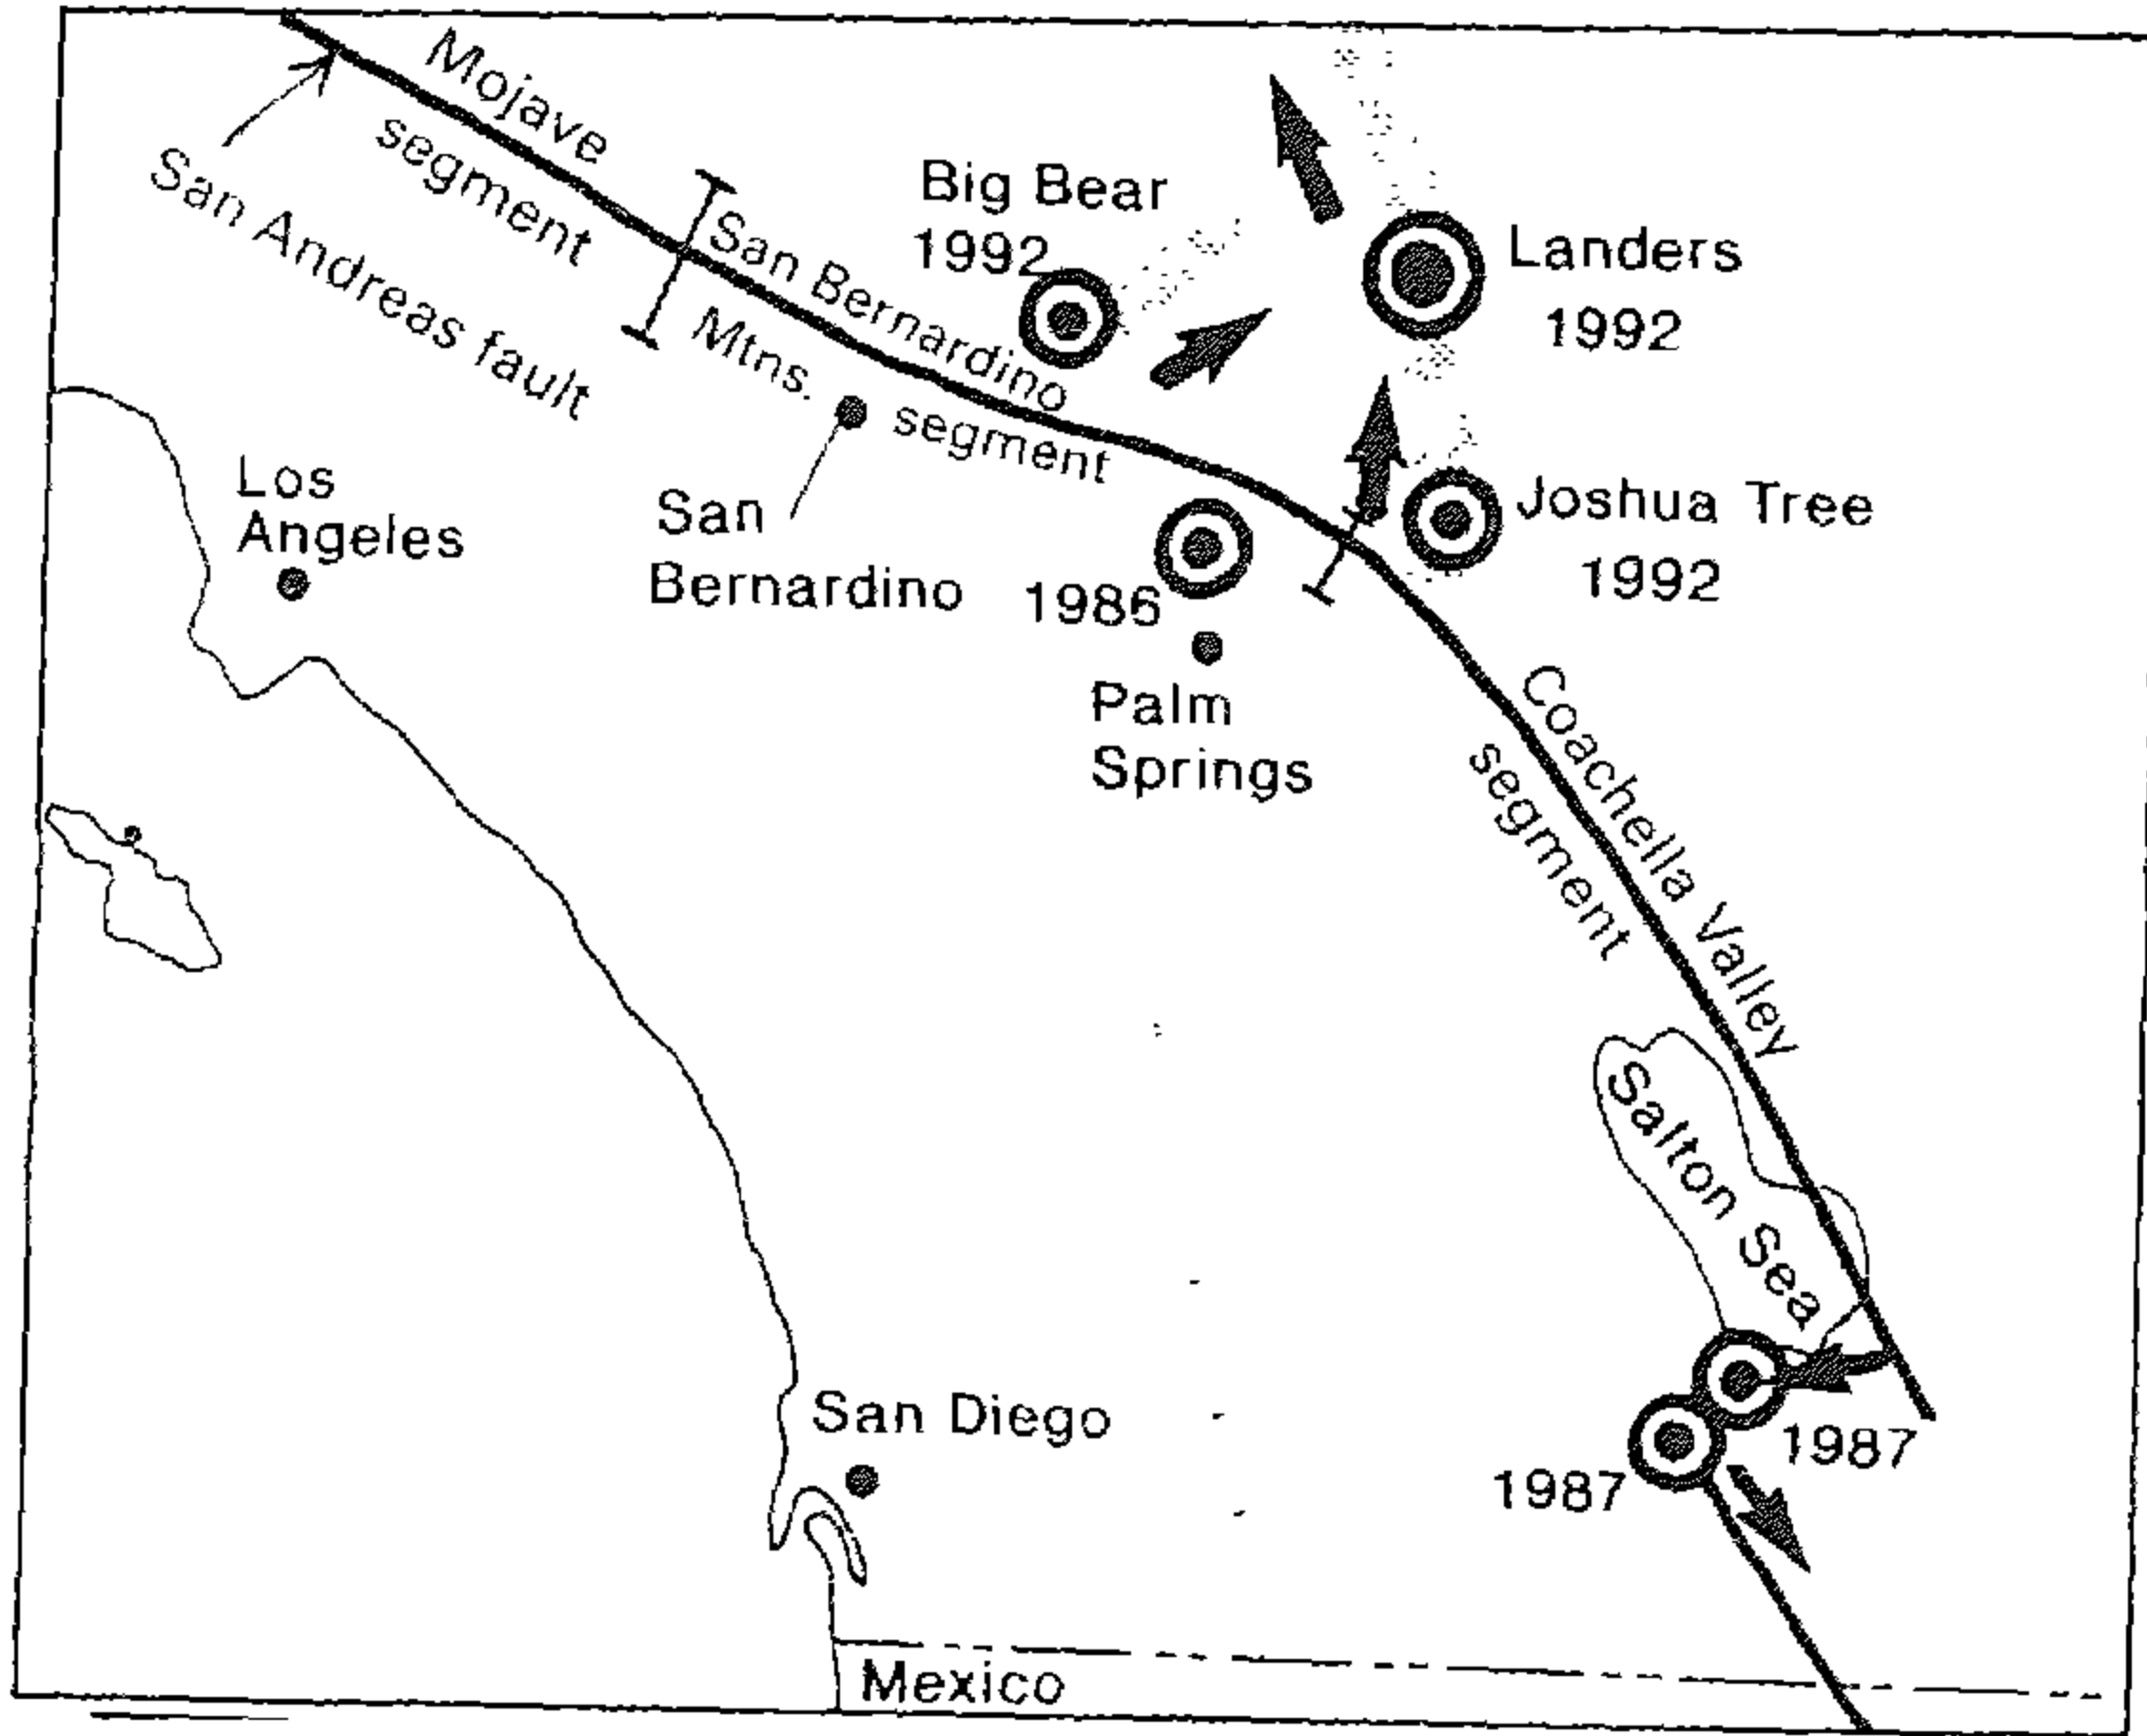 Mojave
segment
San Andreas fault
Big Bear
1992
San Bernardino
Mtns.
segment
Landers
1992
Los
Angeles
San
Bernardino
Joshua Tree
1992
1986
Palm
Springs
Coachella Valley
segment
Salton Sea
San Diego
1987
1987
Mexico